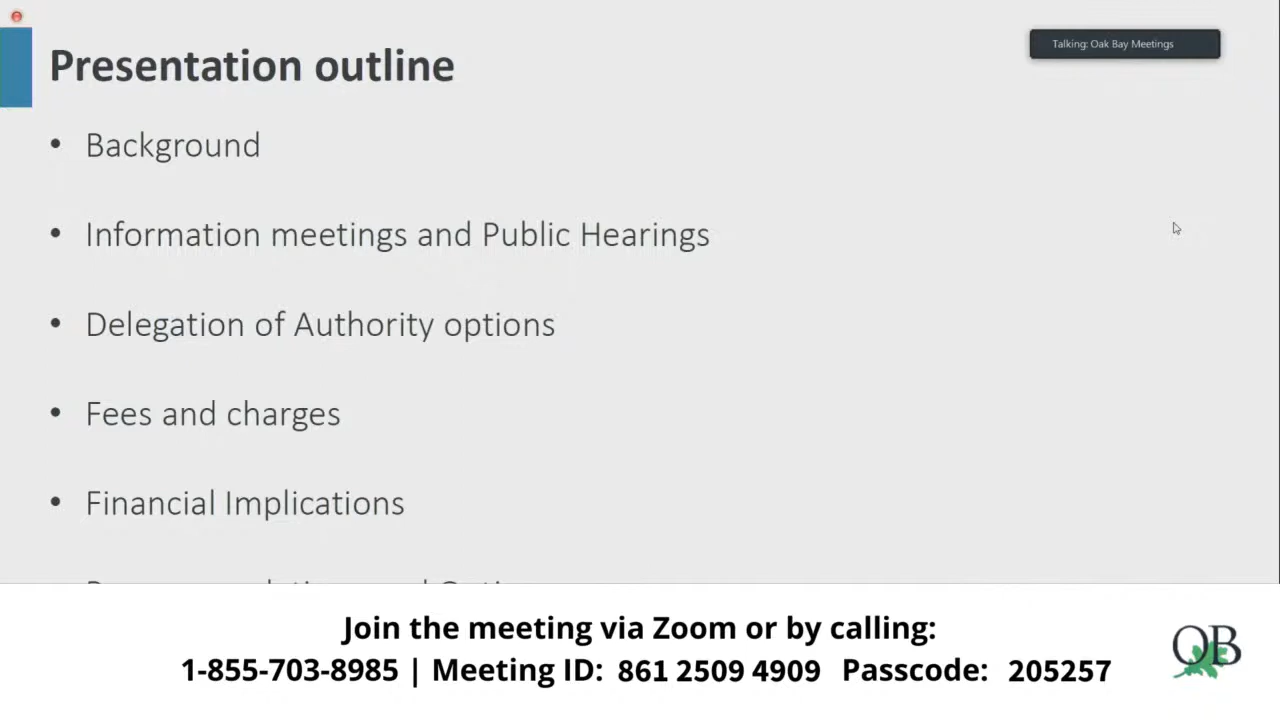 Talking: Oak Bay Meetings
Presentation outline
• Background
• Information meetings and Public Hearings
• Delegation of Authority options
• Fees and charges
• Financial Implications
Join the meeting via Zoom or by calling:
1-855-703-8985 | Meeting ID: 861 2509 4909 Passcode: 205257
OB